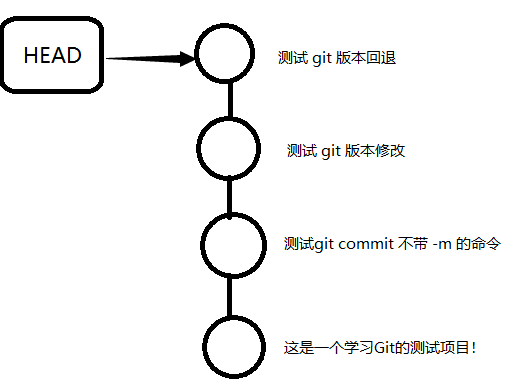 HEAD
测试 git 版本回退
测试 git 版本修改
测试git commit 不带 -m 的命令
这是一个学习Git的测试项目！